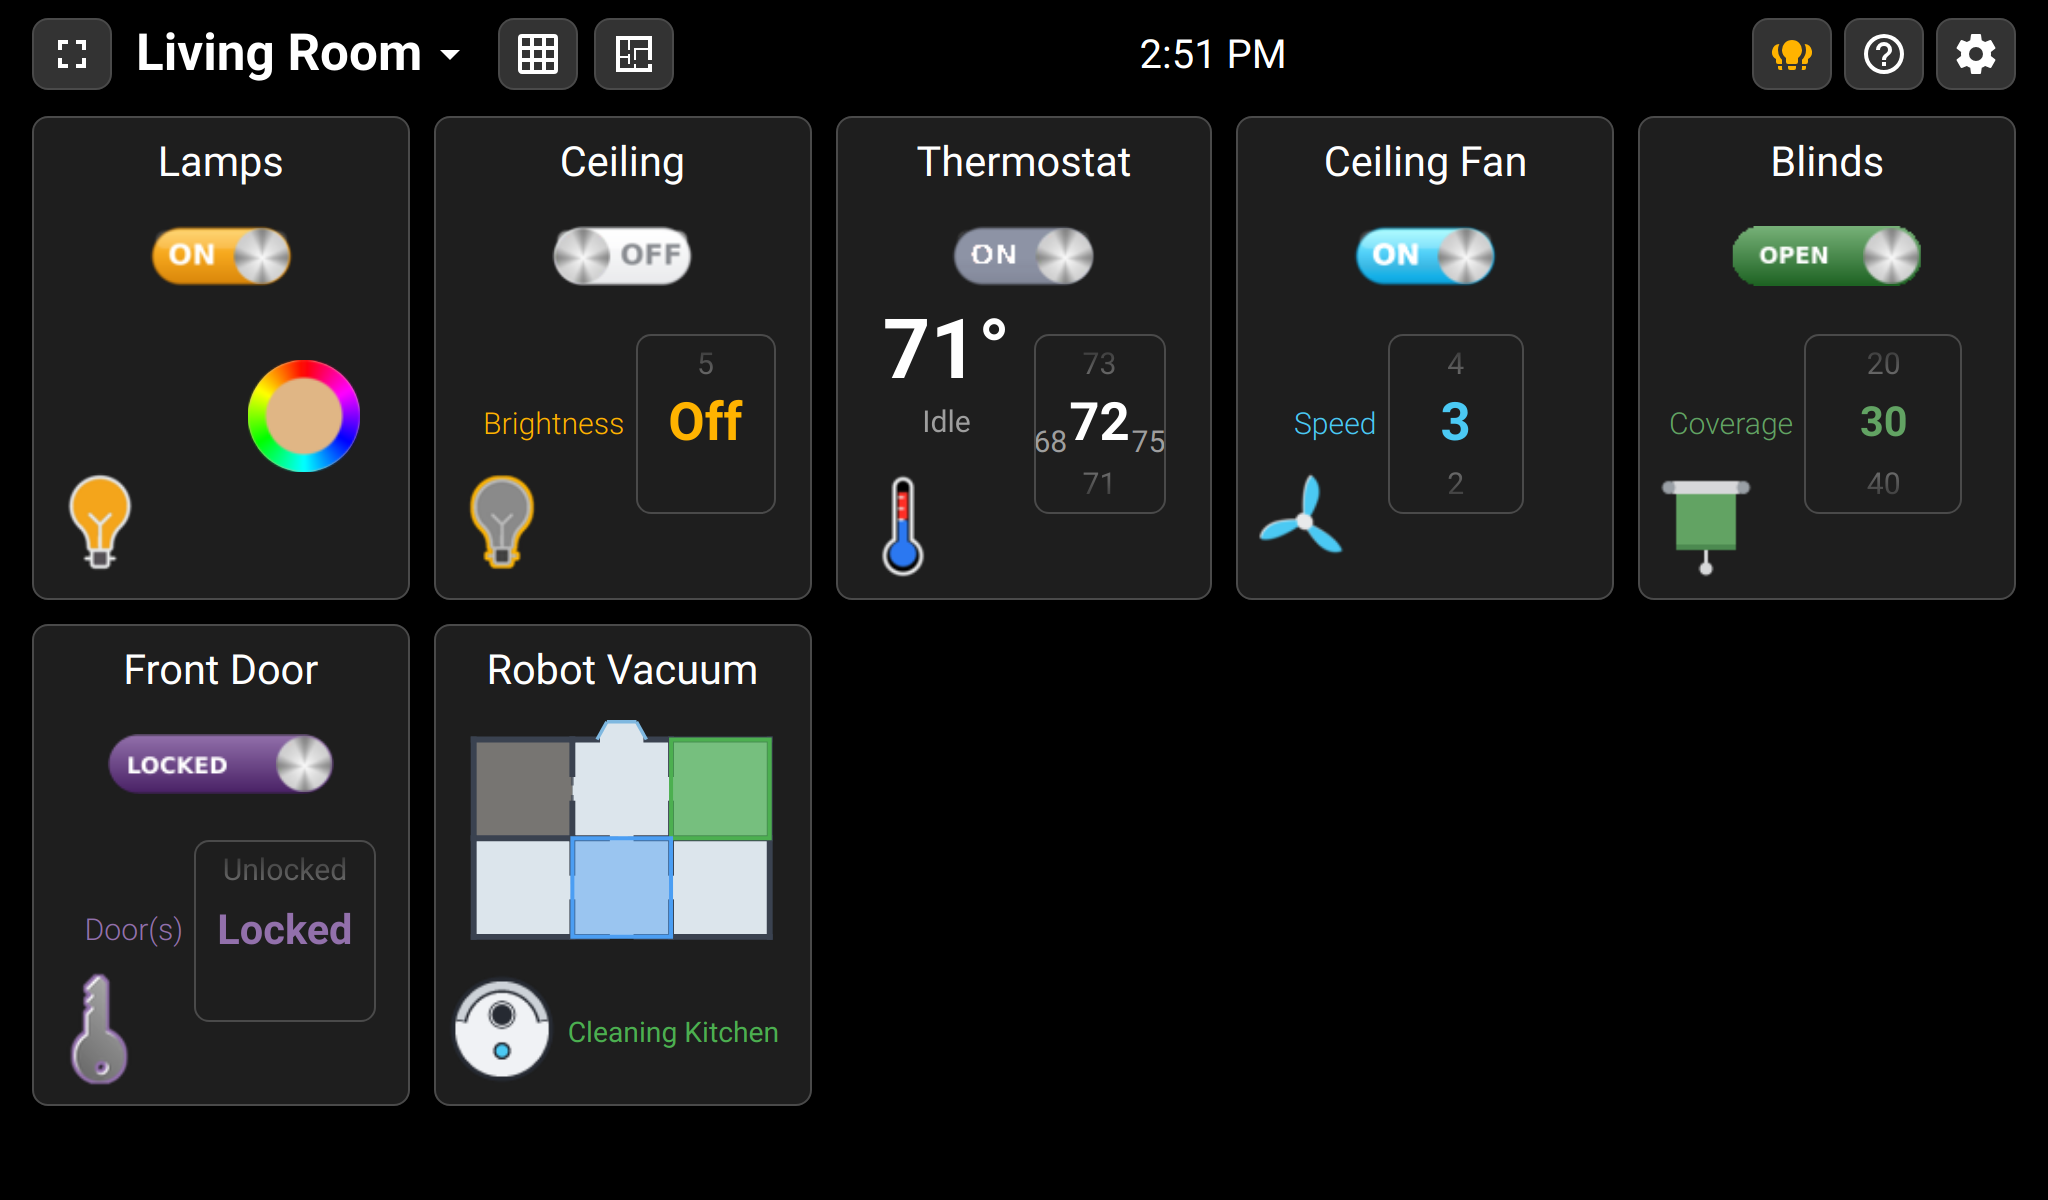 Living Room
2:51 PM
Lamps
ON
Ceiling
OFF
5
Brightness
Off
Thermostat
ON
71°
Idle
73
68 72 75
71
Ceiling Fan
ON
4
Speed
3
2
Blinds
OPEN
20
Coverage
30
40
Front Door
LOCKED
Unlocked
Door(s)
Locked
Robot Vacuum
Cleaning Kitchen